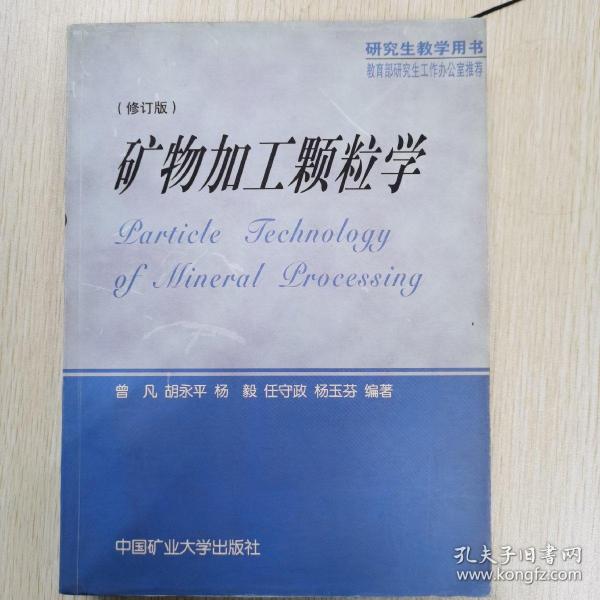 研究生教学用书
教育部研究生工作办公室推荐
(修订版)
矿物加工颗粒学
Particle Technology
of Mineral Processing
曾 凡 胡永平 杨 毅 任守政 杨玉芬 编著
中国矿业大学出版社
孔夫子旧书网
www.kongfz.com